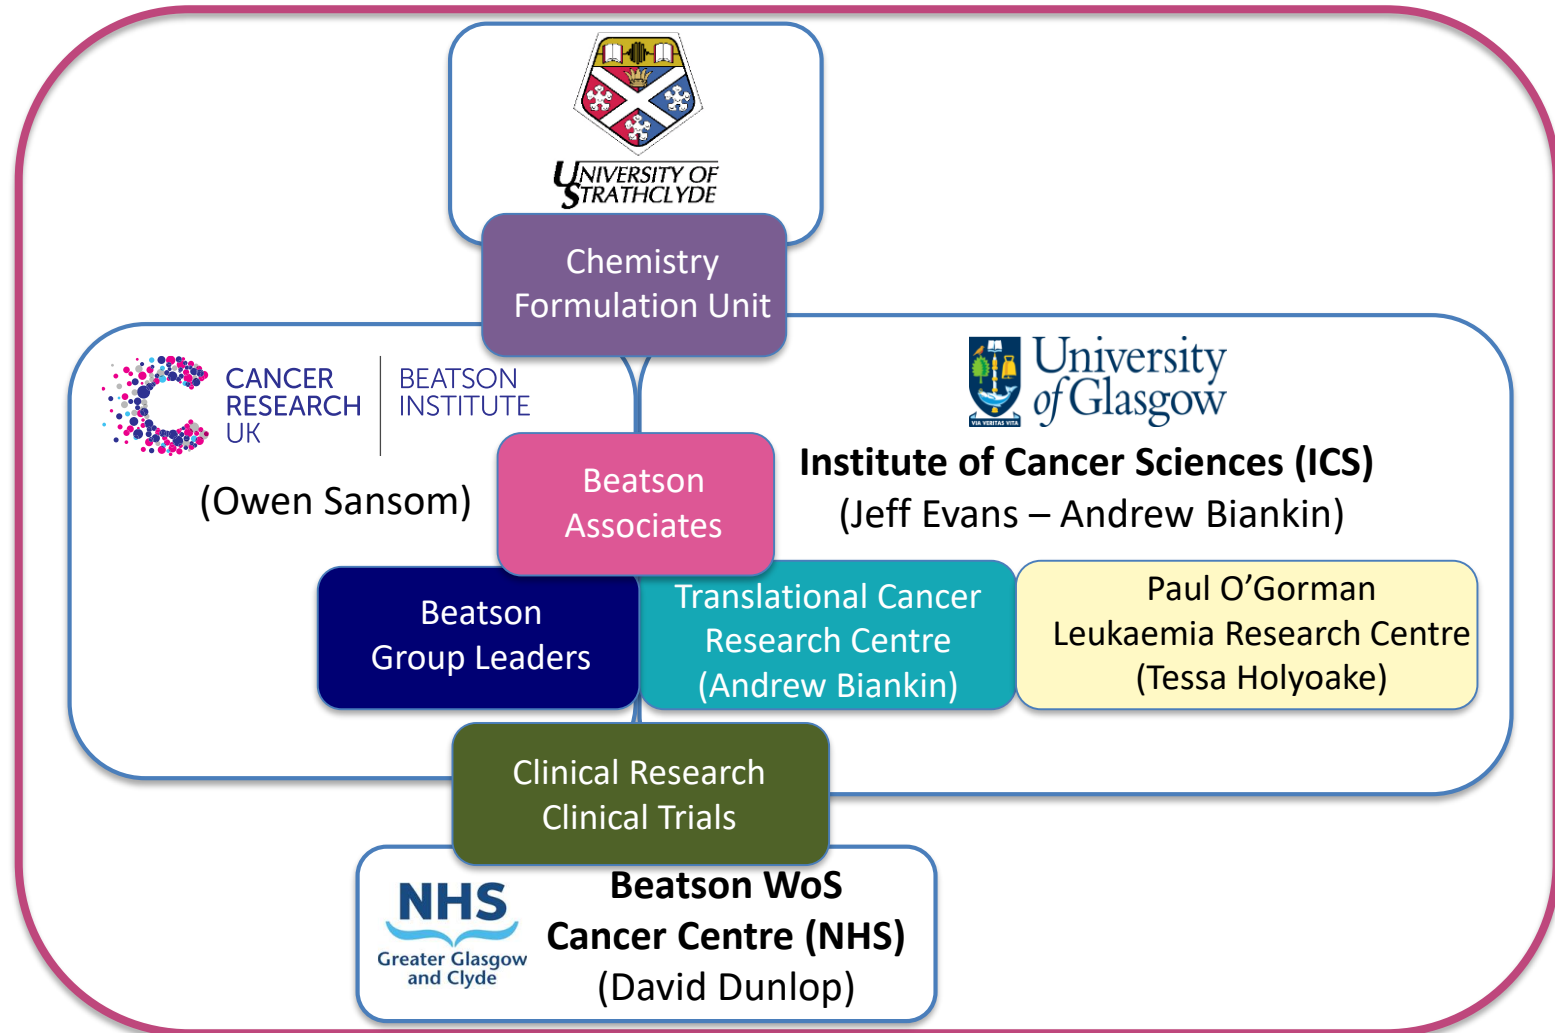 UNIVERSITY OF
STRATHCLYDE
Chemistry
Formulation Unit
CANCER
RESEARCH
UK
BEATSON
INSTITUTE
(Owen Sansom)
Beatson
Associates
University
of Glasgow
VIA VERITAS VITA
Institute of Cancer Sciences (ICS)
(Jeff Evans – Andrew Biankin)
Beatson
Group Leaders
Translational Cancer
Research Centre
(Andrew Biankin)
Paul O’Gorman
Leukaemia Research Centre
(Tessa Holyoake)
Clinical Research
Clinical Trials
NHS
Greater Glasgow
and Clyde
Beatson WoS
Cancer Centre (NHS)
(David Dunlop)